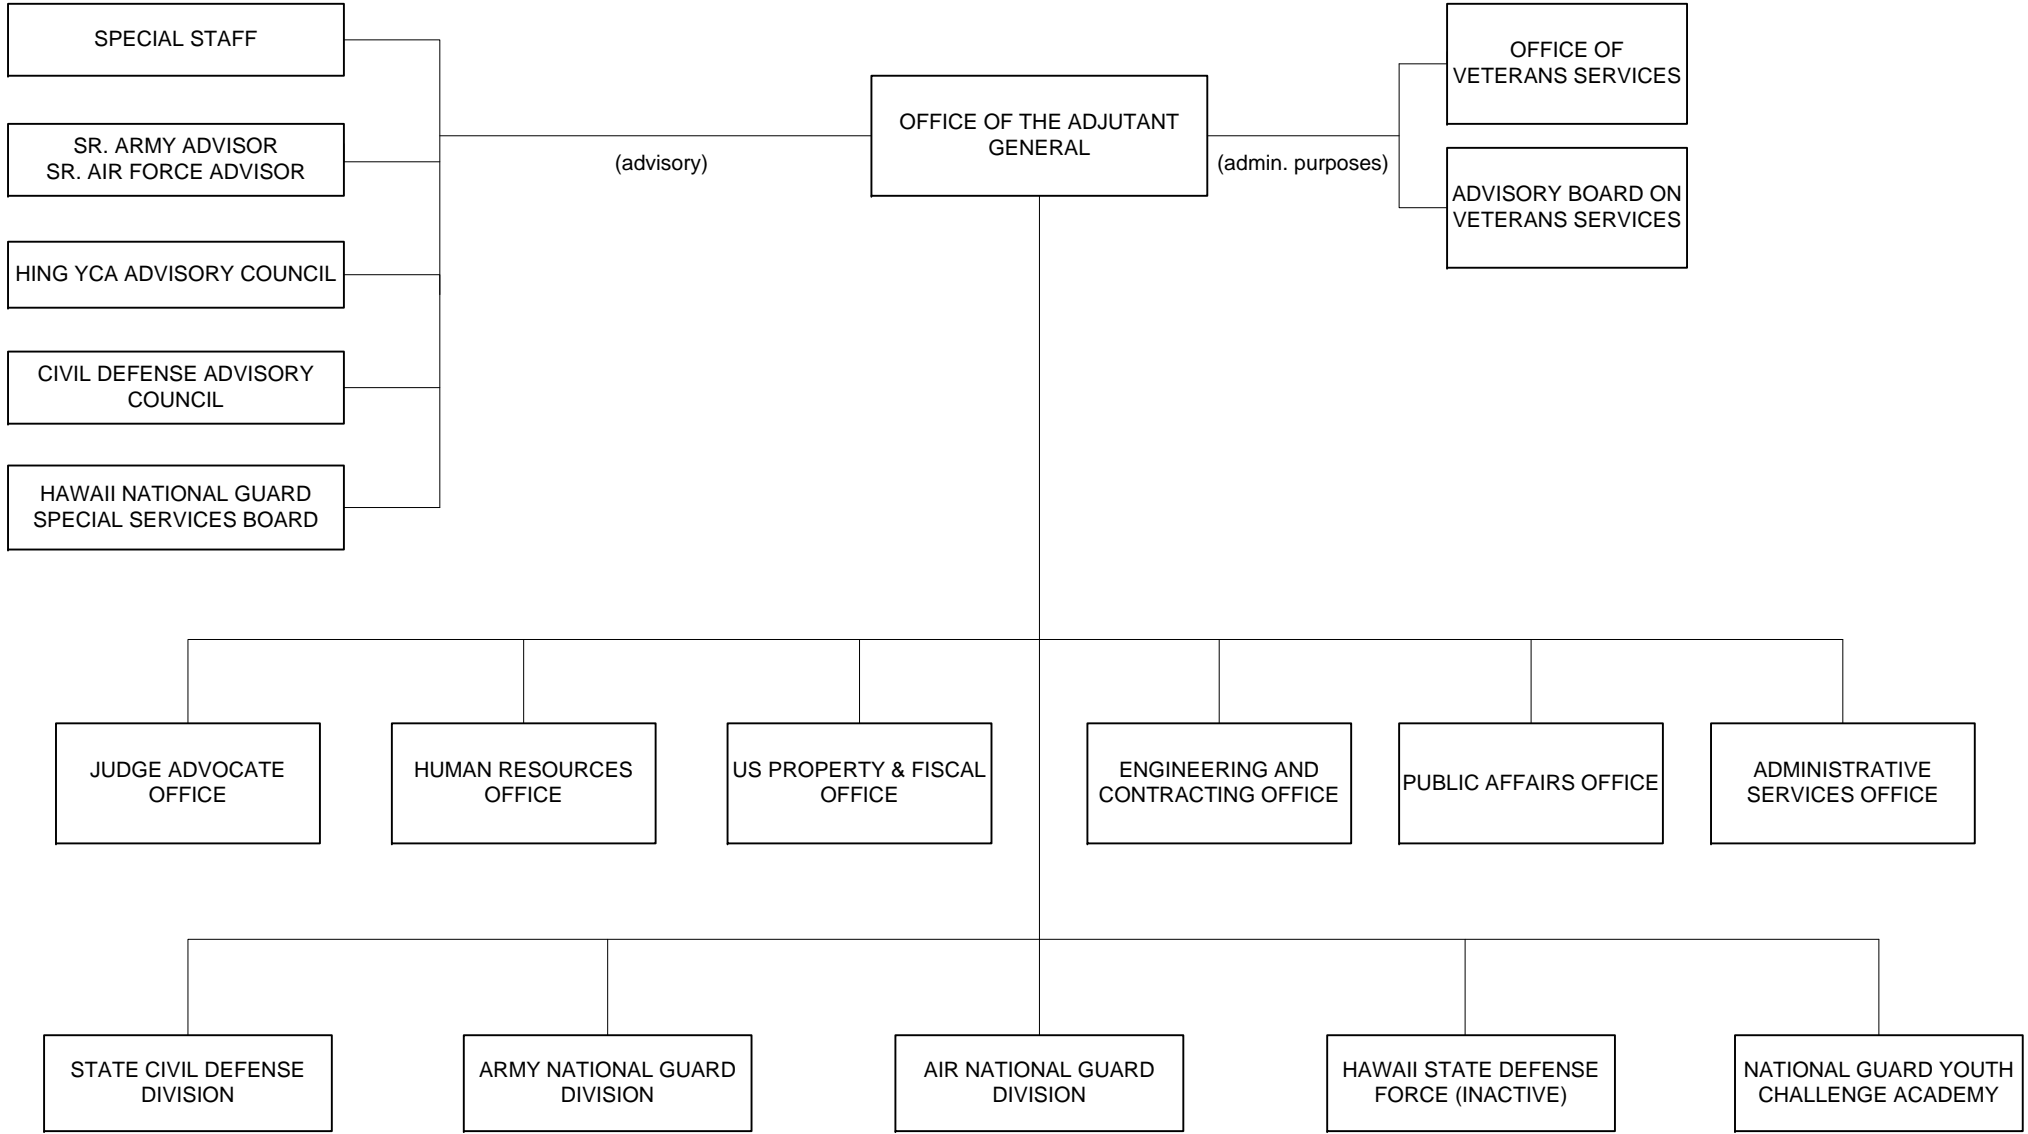 SPECIAL STAFF
SR. ARMY ADVISOR
SR. AIR FORCE ADVISOR
HING YCA ADVISORY COUNCIL
CIVIL DEFENSE ADVISORY
COUNCIL
HAWAII NATIONAL GUARD
SPECIAL SERVICES BOARD
(advisory)
OFFICE OF THE ADJUTANT
GENERAL
(admin. purposes)
OFFICE OF
VETERANS SERVICES
ADVISORY BOARD ON
VETERANS SERVICES
JUDGE ADVOCATE
OFFICE
HUMAN RESOURCES
OFFICE
US PROPERTY & FISCAL
OFFICE
ENGINEERING AND
CONTRACTING OFFICE
PUBLIC AFFAIRS OFFICE
ADMINISTRATIVE
SERVICES OFFICE
STATE CIVIL DEFENSE
DIVISION
ARMY NATIONAL GUARD
DIVISION
AIR NATIONAL GUARD
DIVISION
HAWAII STATE DEFENSE
FORCE (INACTIVE)
NATIONAL GUARD YOUTH
CHALLENGE ACADEMY